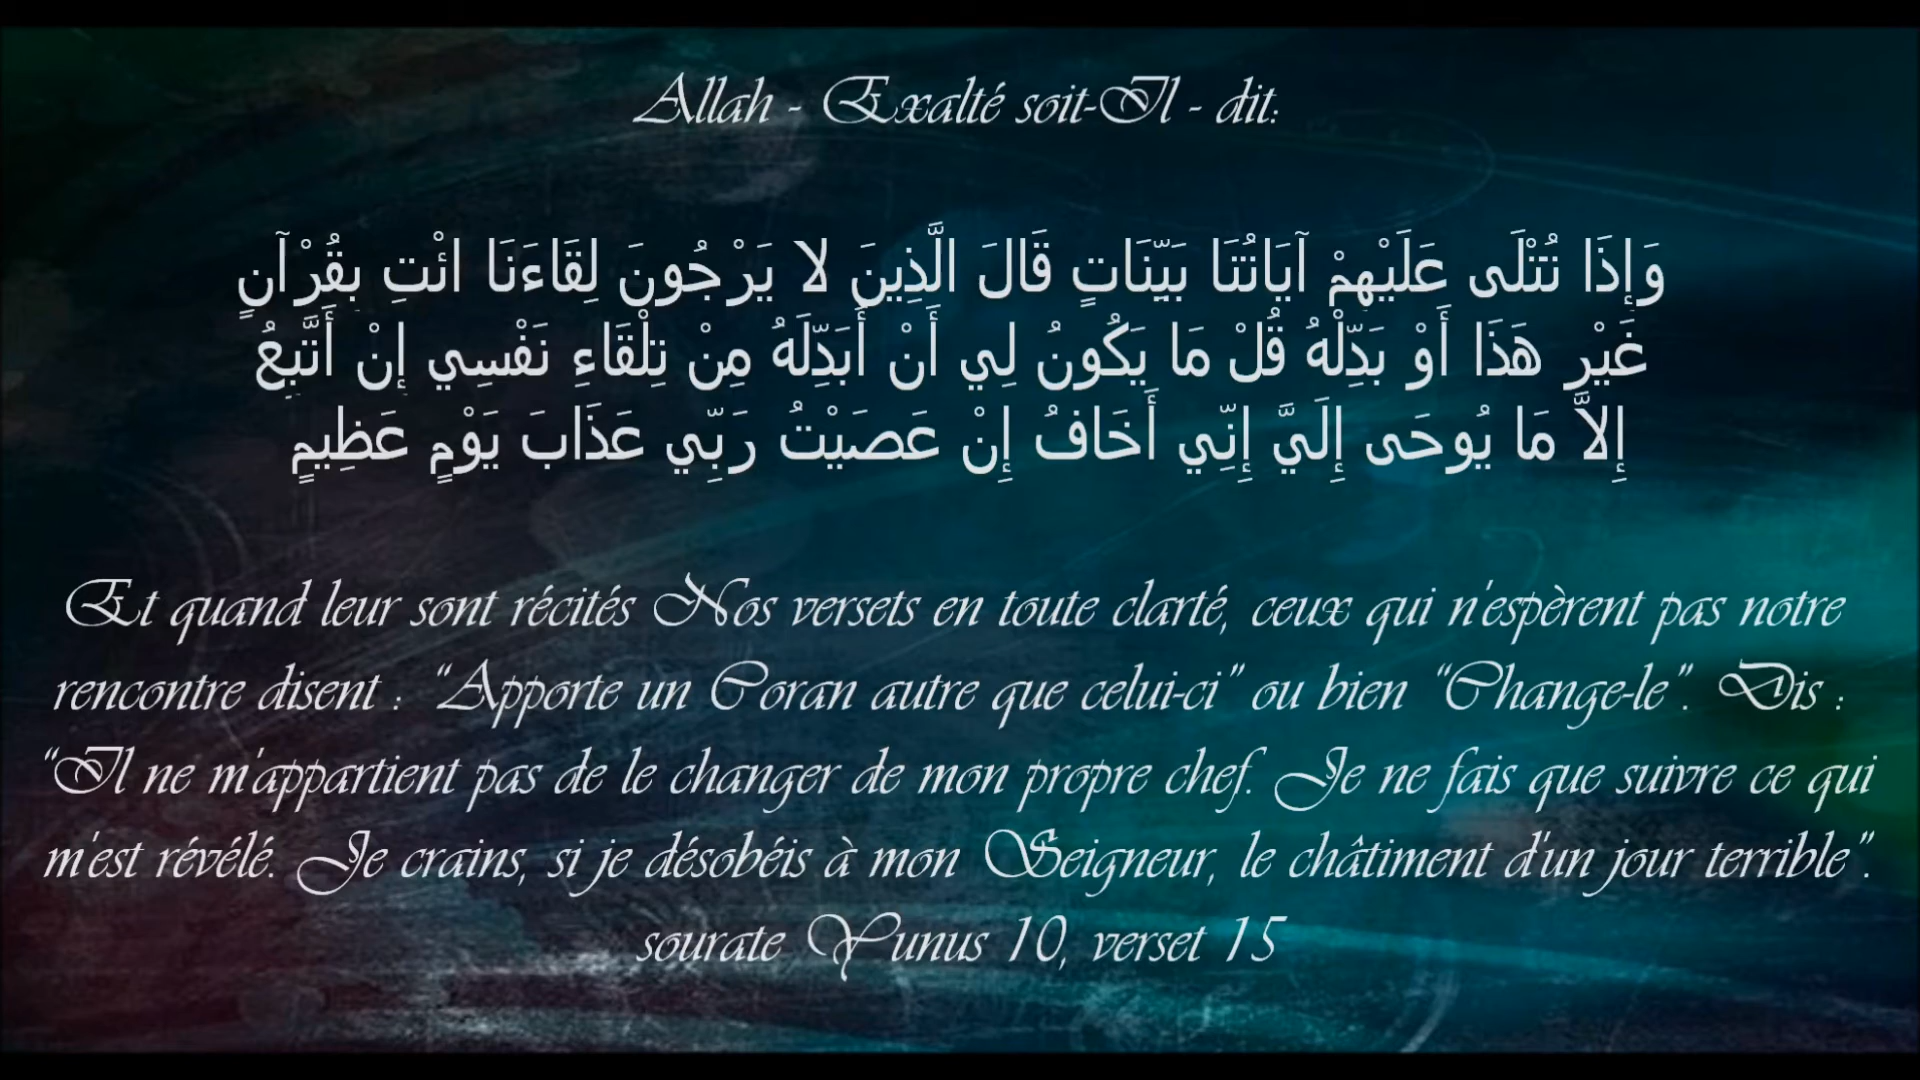 Allah - Exalté soit-Il - dit:
وَإِذَا تُتْلَى عَلَيْهِمْ آيَاتُنَا بَيِّنَاتٍ قَالَ الَّذِينَ لا يَرْجُونَ لِقَاءَنَا ائْتِ بِقُرْآنٍ
غَيْرِ هَذَا أَوْ بَدِّلْهُ قُلْ مَا يَكُونُ لِي أَنْ أُبَدِّلَهُ مِنْ تِلْقَاءِ نَفْسِي إِنْ أَتَّبِعُ
إِلاَّ مَا يُوحَى إِلَيَّ إِنِّي أَخَافُ إِنْ عَصَيْتُ رَبِّي عَذَابَ يَوْمٍ عَظِيمٍ
Et quand leur sont récités Nos versets en toute clarté, ceux qui n'espèrent pas notre
rencontre disent : “Apporte un Coran autre que celui-ci” ou bien “Change-le”. Dis :
“Il ne m'appartient pas de le changer de mon propre chef. Je ne fais que suivre ce qui
m'est révélé. Je crains, si je désobéis à mon Seigneur, le châtiment d'un jour terrible”.
sourate Yunus 10, verset 15